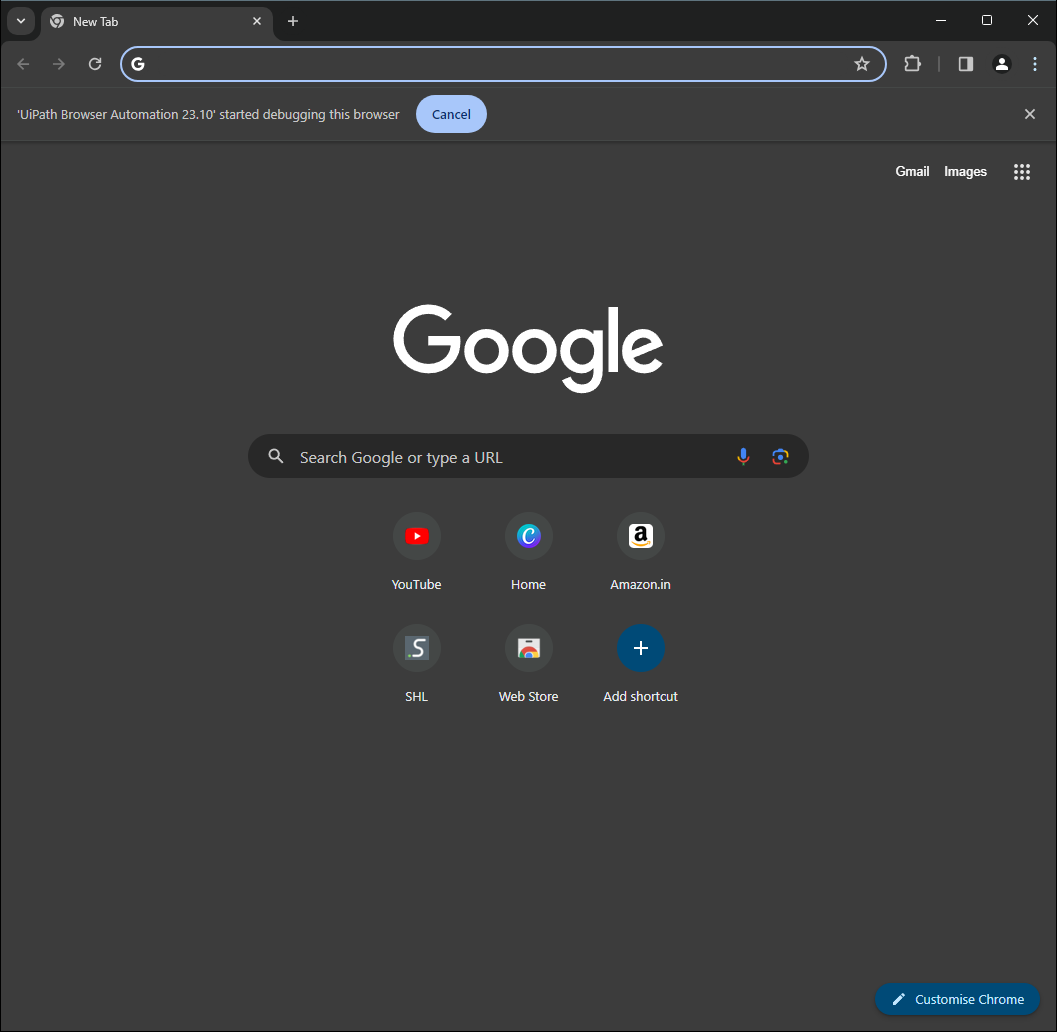 New Tab
'UiPath Browser Automation 23.10' started debugging this browser
Cancel
Gmail
Images
Google
Search Google or type a URL
YouTube
Home
Amazon.in
SHL
Web Store
Add shortcut
Customise Chrome